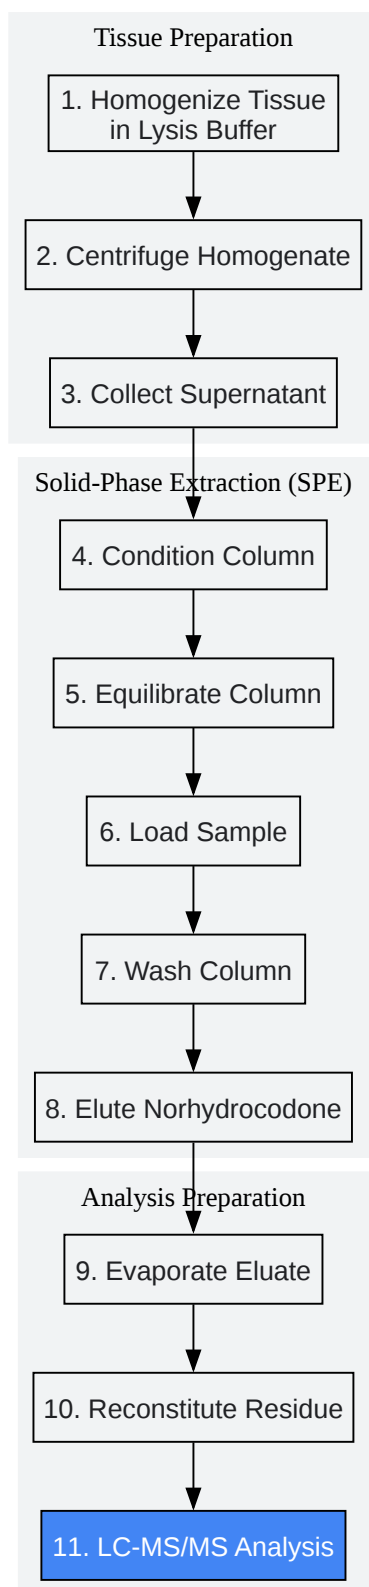 Tissue Preparation
1. Homogenize Tissue
in Lysis Buffer
2. Centrifuge Homogenate
3. Collect Supernatant
Solid-Phase Extraction (SPE)
4. Condition Column
5. Equilibrate Column
6. Load Sample
7. Wash Column
8. Elute Norhydrocodone
Analysis Preparation
9. Evaporate Eluate
10. Reconstitute Residue
11. LC-MS/MS Analysis